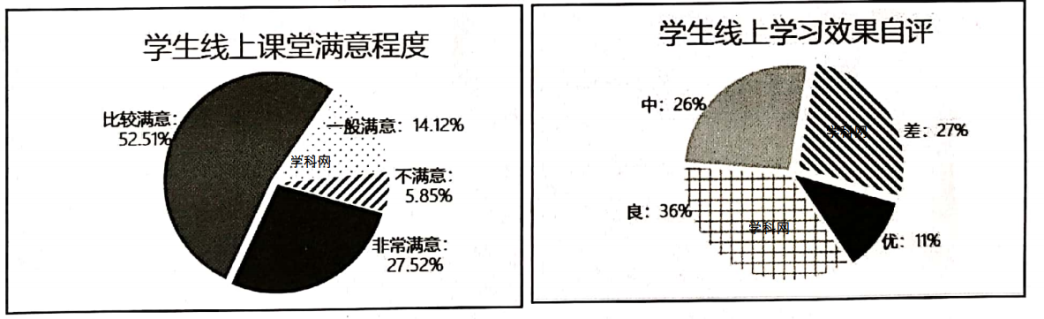 学生线上课堂满意程度
比较满意：
52.51%
一般满意：14.12%
学科网
不满意：
5.85%
非常满意：
27.52%
学生线上学习效果自评
中：26%
学科网
差：27%
良：36%
学科网
优：11%